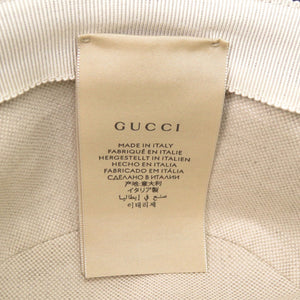 GUCCI
MADE IN ITALY
FABRIQUÉ EN ITALIE
HERGESTELLT IN ITALIEN
HECHO EN ITALIA
FABRICADO EM ITÁLIA
СДЕЛАНО В ИТАЛИИ
产地：意大利
イタリア製
صنع في إيطاليا
이태리제